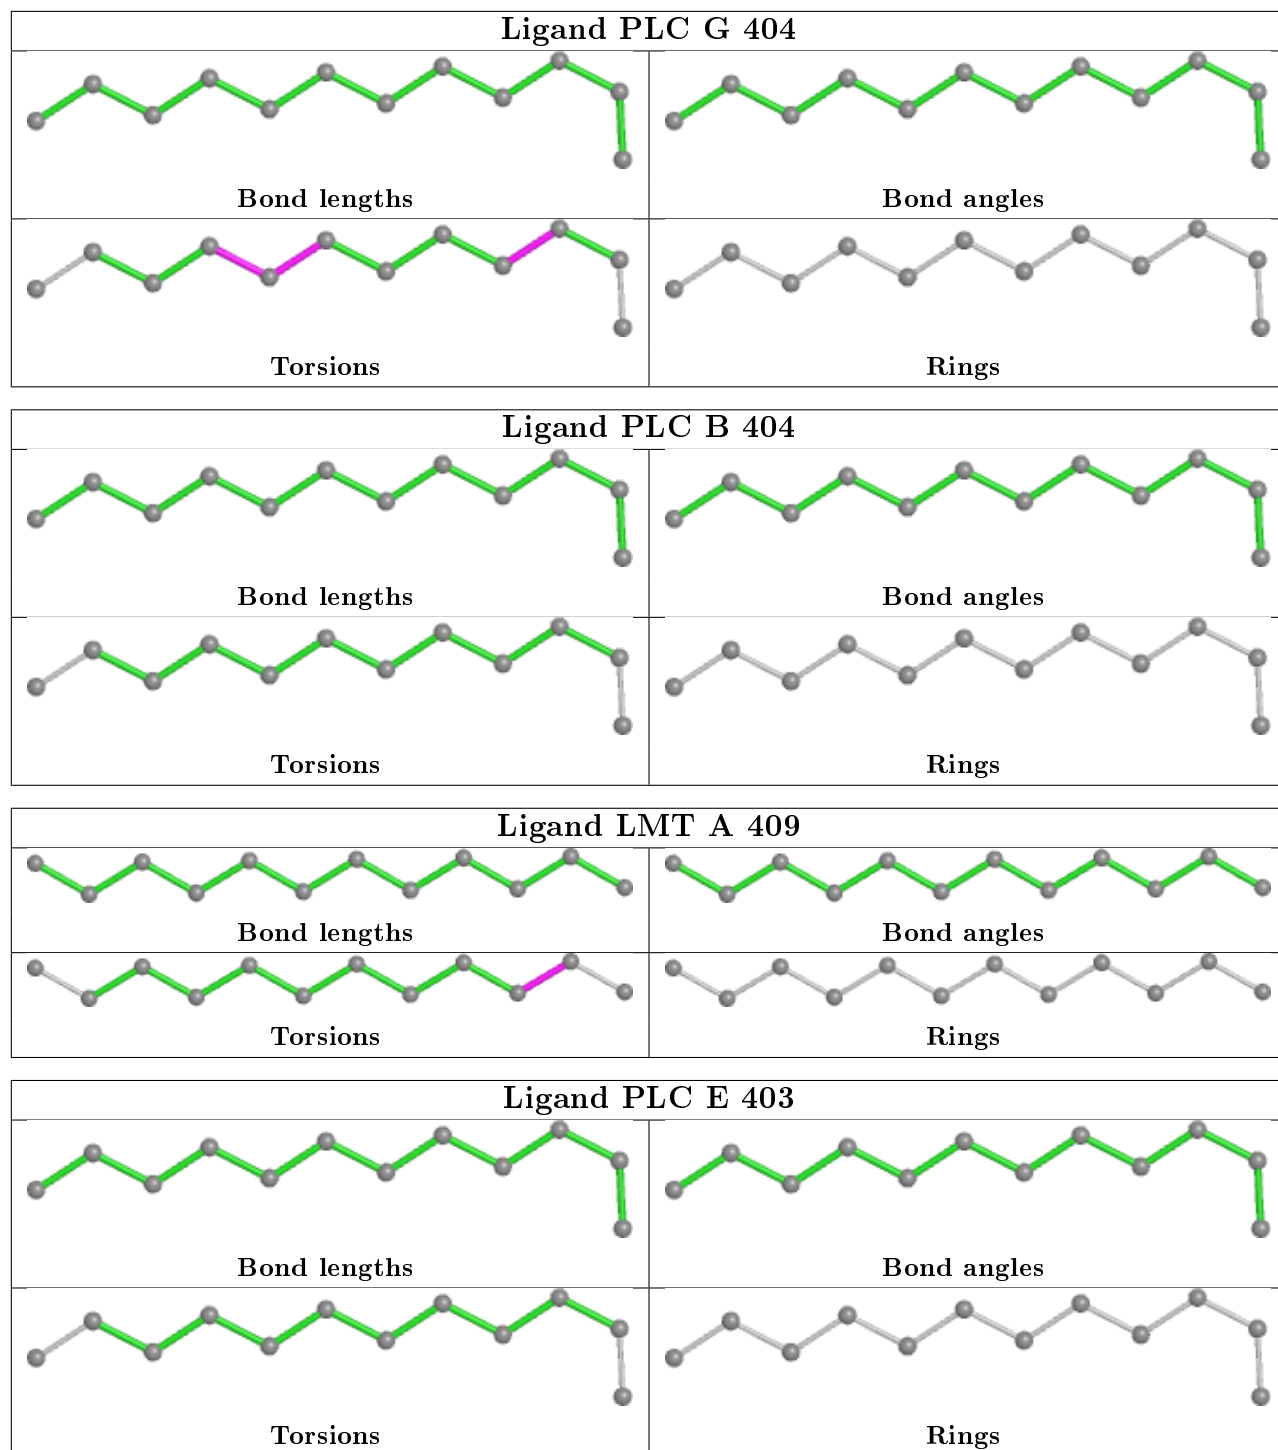 Ligand PLC G 404
Bond lengths
Bond angles
Torsions
Rings
Ligand PLC B 404
Bond lengths
Bond angles
Torsions
Rings
Ligand LMT A 409
Bond lengths
Bond angles
Torsions
Rings
Ligand PLC E 403
Bond lengths
Bond angles
Torsions
Rings